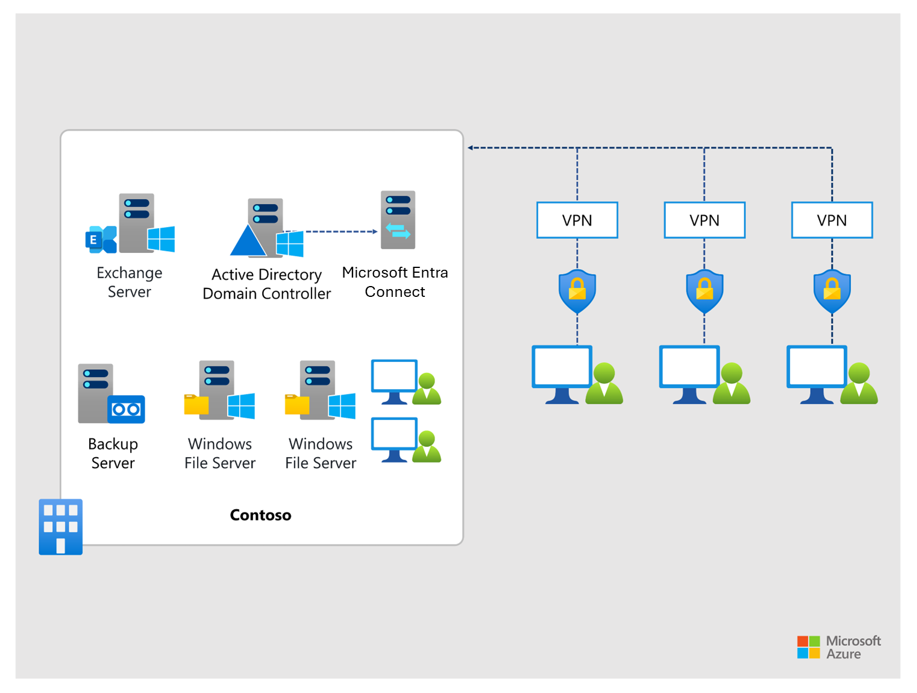 VPN
VPN
VPN
E
Exchange
Server
Active Directory
Domain Controller
Microsoft Entra
Connect
Backup
Server
Windows
File Server
Windows
File Server
Contoso
Microsoft
Azure